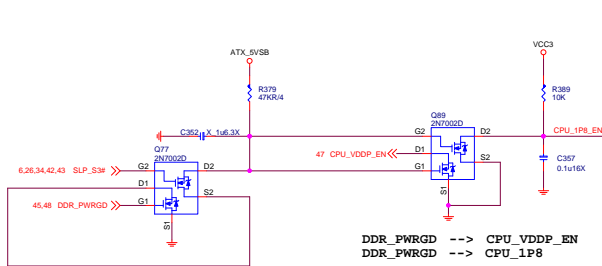 ATX_5VSB
VCC3
R379
47KR/4
R389
10K
C352 X_1u6.3X
Q89
2N7002D
G2 D2
CPU_1P8_EN
Q77
2N7002D
47 CPU_VDDP_EN D1
S2
C357
0.1u16X
6,26,34,42,43 SLP_S3# G2 D2
G1
D1
S2
S1
45,48 DDR_PWRGD G1
S1
DDR_PWRGD --> CPU_VDDP_EN
DDR_PWRGD --> CPU_1P8